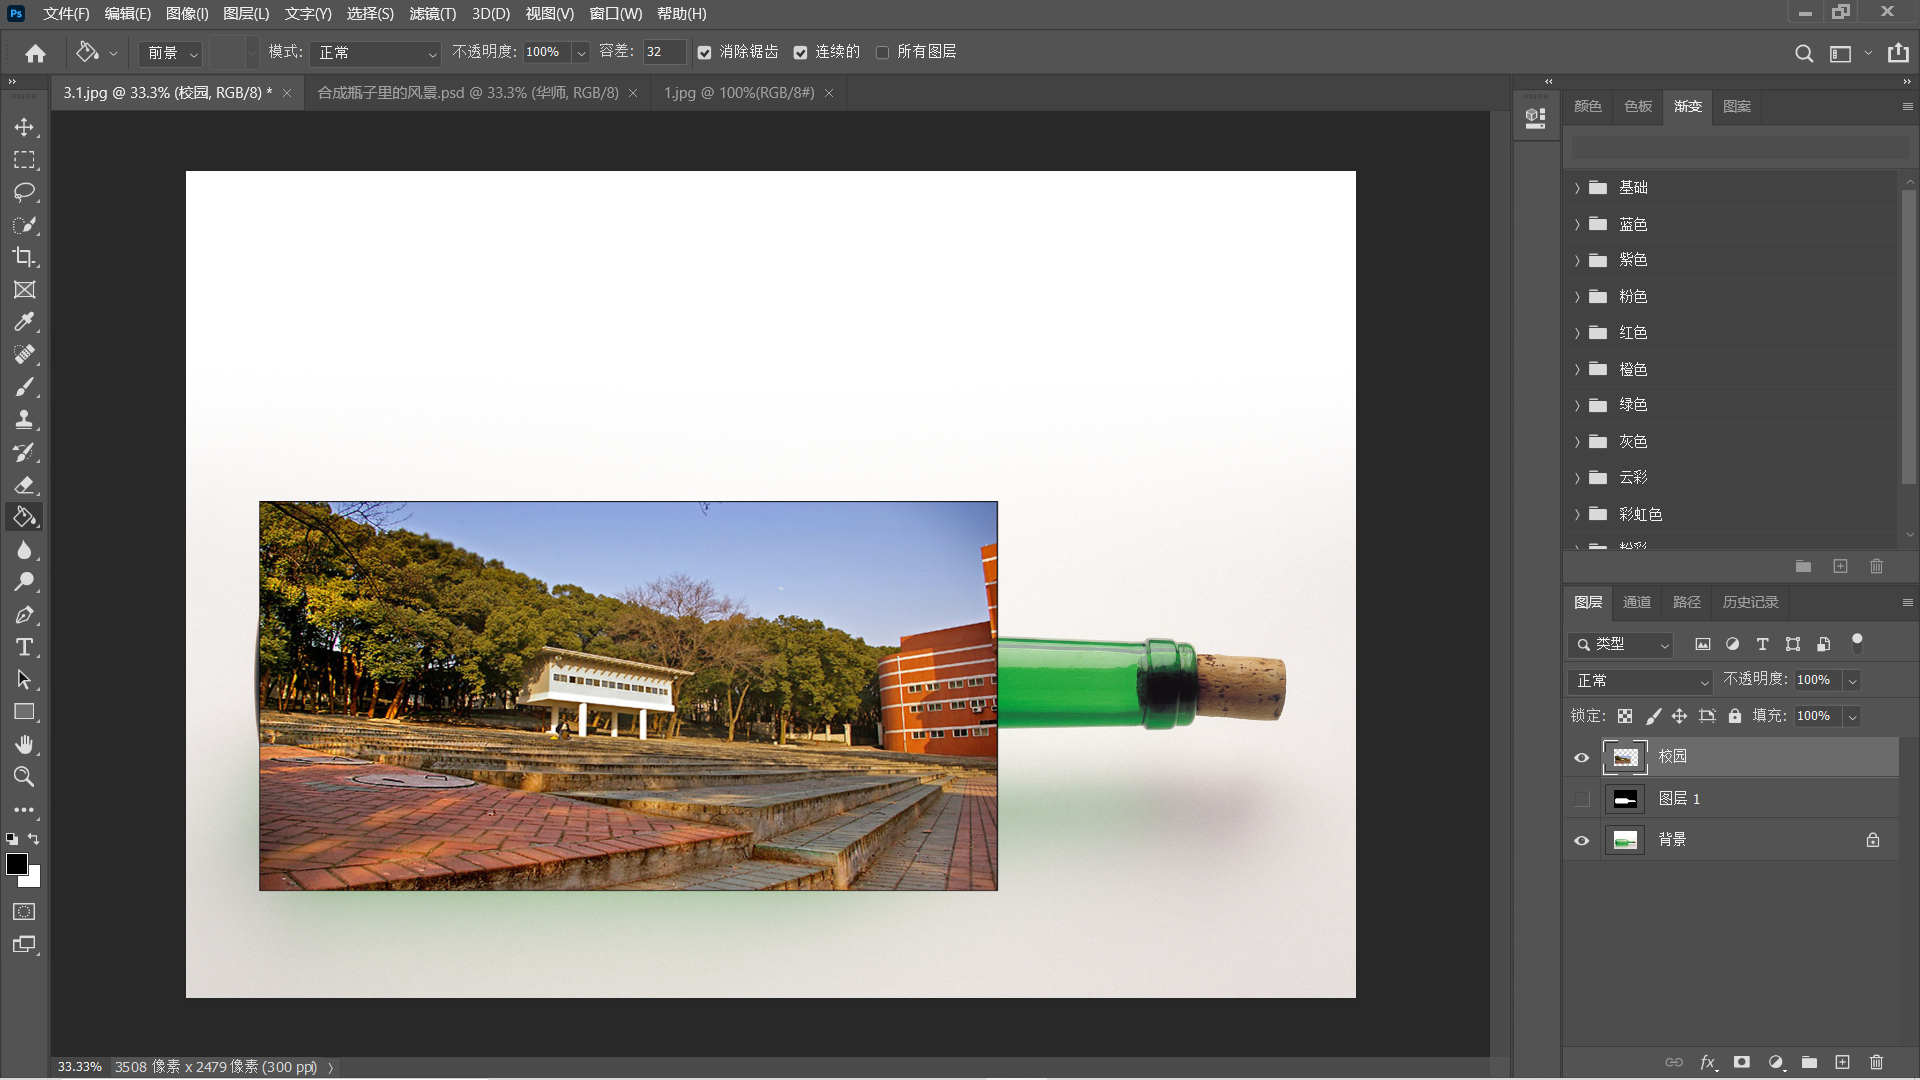 Ps 文件(F) 编辑(E) 图像(I) 图层(L) 文字(Y) 选择(S) 滤镜(T) 3D(D) 视图(V) 窗口(W) 帮助(H)
前景 模式: 正常 不透明度: 100% 容差: 32 消除锯齿 连续的 所有图层
3.1.jpg @ 33.3% (校园, RGB/8) * 合成瓶子里的风景.psd @ 33.3% (华师, RGB/8) 1.jpg @ 100%(RGB/8#)
颜色 色板 渐变 图案
基础
蓝色
紫色
粉色
红色
橙色
绿色
灰色
云彩
彩虹色
粉彩
图层 通道 路径 历史记录
类型
正常 不透明度: 100%
锁定: 填充: 100%
校园
图层 1
背景
33.33% 3508 像素 x 2479 像素 (300 ppi)